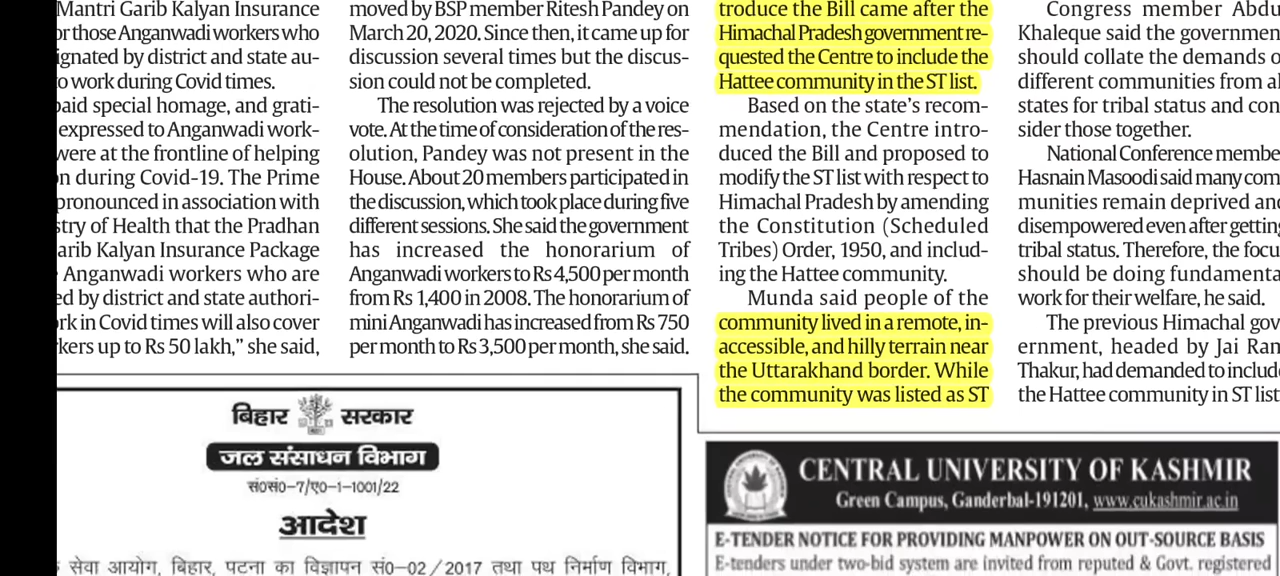 Mantri Garib Kalyan Insurance
or those Anganwadi workers who
ignated by district and state au-
to work during Covid times.
paid special homage, and grati-
expressed to Anganwadi work-
were at the frontline of helping
n during Covid-19. The Prime
pronounced in association with
stry of Health that the Pradhan
arib Kalyan Insurance Package
Anganwadi workers who are
ed by district and state authori-
rk in Covid times will also cover
kers up to Rs 50 lakh,” she said,
moved by BSP member Ritesh Pandey on
March 20, 2020. Since then, it came up for
discussion several times but the discus-
sion could not be completed.
The resolution was rejected by a voice
vote. At the time of consideration of the res-
olution, Pandey was not present in the
House. About 20 members participated in
the discussion, which took place during five
different sessions. She said the government
has increased the honorarium of
Anganwadi workers to Rs 4,500 per month
from Rs 1,400 in 2008. The honorarium of
mini Anganwadi has increased from Rs 750
per month to Rs 3,500 per month, she said.
troduce the Bill came after the
Himachal Pradesh government re-
quested the Centre to include the
Hattee community in the ST list.
Based on the state’s recom-
mendation, the Centre intro-
duced the Bill and proposed to
modify the ST list with respect to
Himachal Pradesh by amending
the Constitution (Scheduled
Tribes) Order, 1950, and includ-
ing the Hattee community.
Munda said people of the
community lived in a remote, in-
accessible, and hilly terrain near
the Uttarakhand border. While
the community was listed as ST
Congress member Abdu
Khaleque said the governmen
should collate the demands o
different communities from al
states for tribal status and con
sider those together.
National Conference membe
Hasnain Masoodi said many com
munities remain deprived and
disempowered even after getting
tribal status. Therefore, the focu
should be doing fundamenta
work for their welfare, he said.
The previous Himachal gov
ernment, headed by Jai Ram
Thakur, had demanded to include
the Hattee community in ST list
बिहार सरकार
जल संसाधन विभाग
सं०सं०-7/ए०-1-1001/22
आदेश
सेवा आयोग, बिहार, पटना का विज्ञापन सं०-02/2017 तथा पथ निर्माण विभाग,
CENTRAL UNIVERSITY OF KASHMIR
Green Campus, Ganderbal-191201, www.cukashmir.ac.in
E-TENDER NOTICE FOR PROVIDING MANPOWER ON OUT-SOURCE BASIS
E-tenders under two-bid system are invited from reputed & Govt. registered